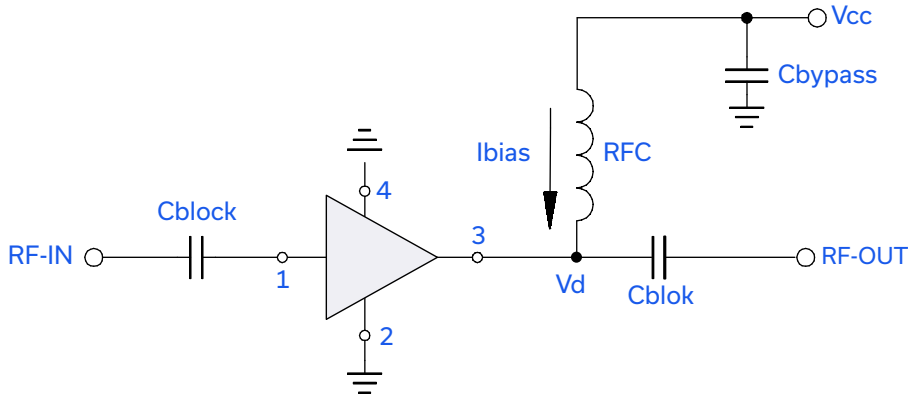 Vcc
Cbypass
Ibias
RFC
4
Cblock
3
RF-IN
1
Vd
Cblok
RF-OUT
2